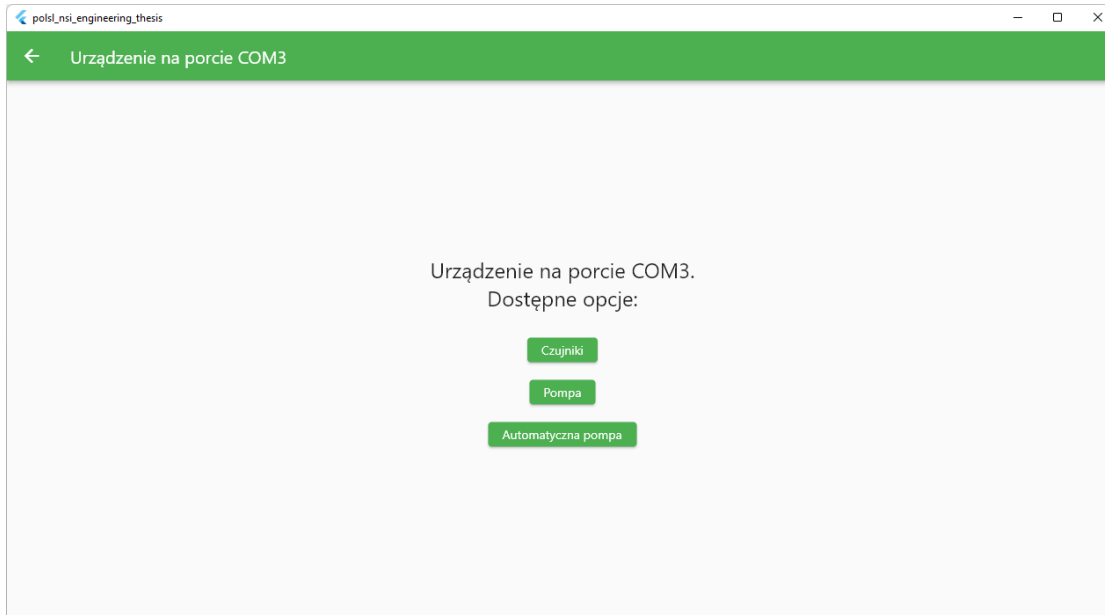 polsl_nsi_engineering_thesis
Urządzenie na porcie COM3
Urządzenie na porcie COM3.
Dostępne opcje:
Czujniki
Pompa
Automatyczna pompa